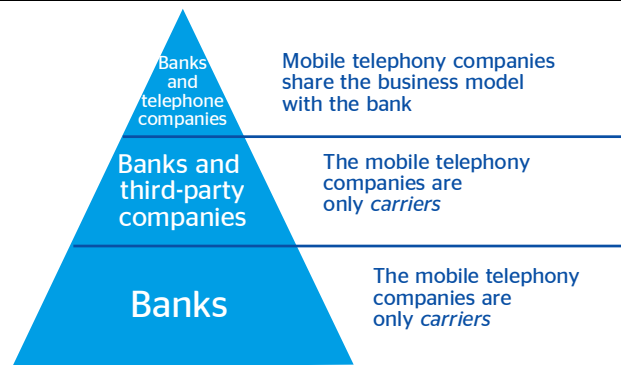 Banks
and
telephone
companies
Mobile telephony companies
share the business model
with the bank
Banks and
third-party
companies
The mobile telephony
companies are
only carriers
Banks
The mobile telephony
companies are
only carriers